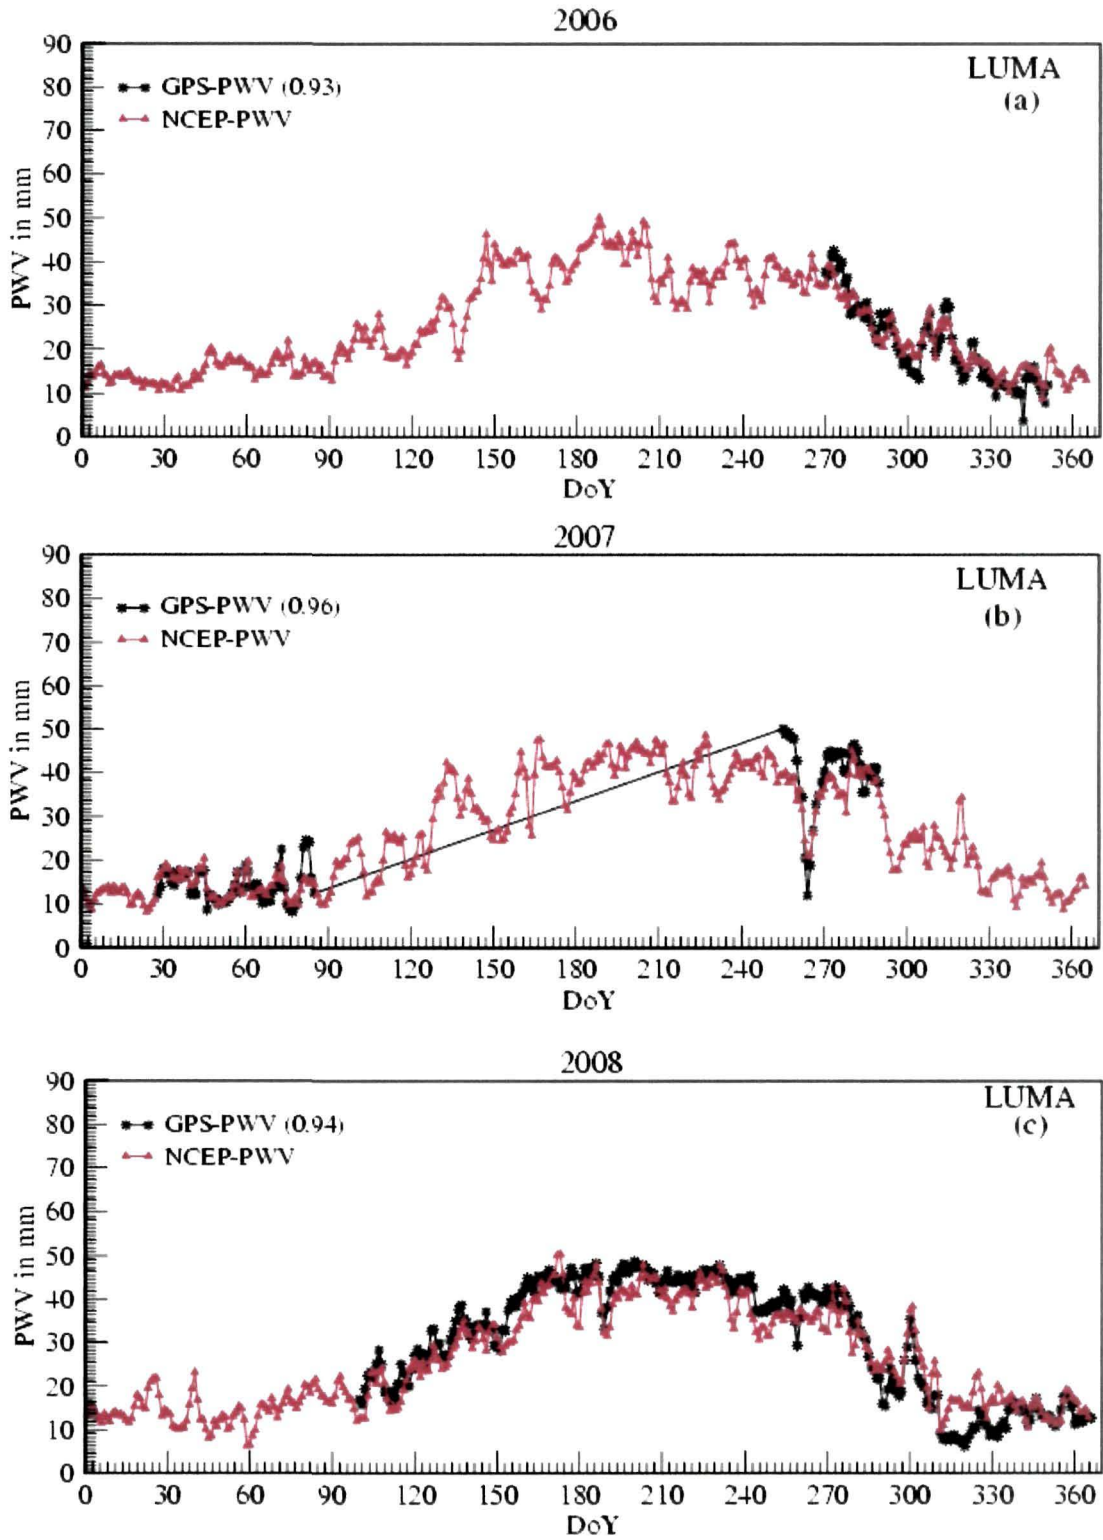 2006
90
LUMA
(a)
80
GPS-PWV (0.93)
NCEP-PWV
70
60
50
40
30
20
10
0
PWV in mm
0 30 60 90 120 150 180 210 240 270 300 330 360
DoY
2007
90
LUMA
(b)
80
GPS-PWV (0.96)
NCEP-PWV
70
60
50
40
30
20
10
0
PWV in mm
0 30 60 90 120 150 180 210 240 270 300 330 360
DoY
2008
90
LUMA
(c)
80
GPS-PWV (0.94)
NCEP-PWV
70
60
50
40
30
20
10
0
PWV in mm
0 30 60 90 120 150 180 210 240 270 300 330 360
DoY